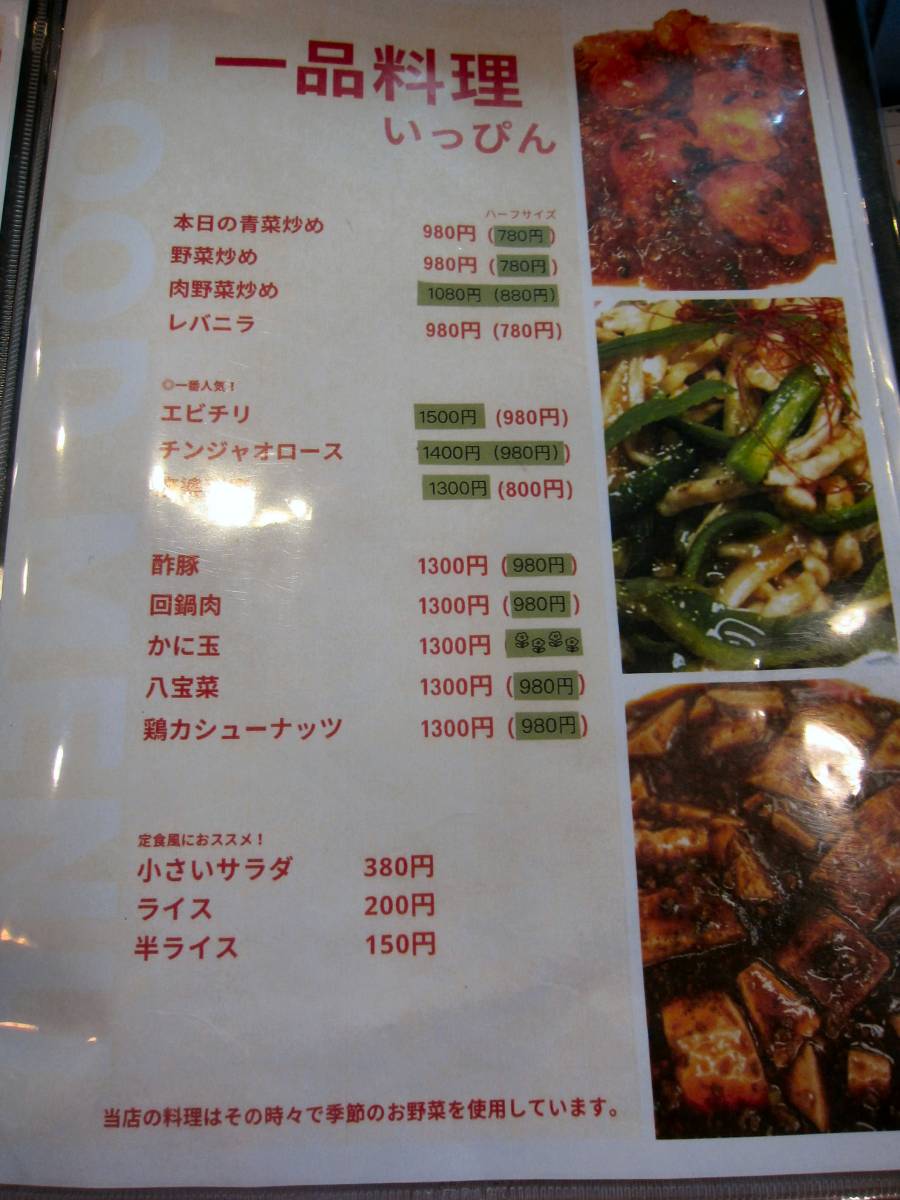 FOOD MENU
一品料理
いっぴん
ハーフサイズ
本日の青菜炒め 980円 (780円)
野菜炒め 980円 (780円)
肉野菜炒め 1080円 (880円)
レバニラ 980円 (780円)
◎一番人気！
エビチリ 1500円 (980円)
チンジャオロース 1400円 (980円)
1300円 (800円)
酢豚 1300円 (980円)
回鍋肉 1300円 (980円)
かに玉 1300円
八宝菜 1300円 (980円)
鶏カシューナッツ 1300円 (980円)
定食風におススメ！
小さいサラダ 380円
ライス 200円
半ライス 150円
当店の料理はその時々で季節のお野菜を使用しています。